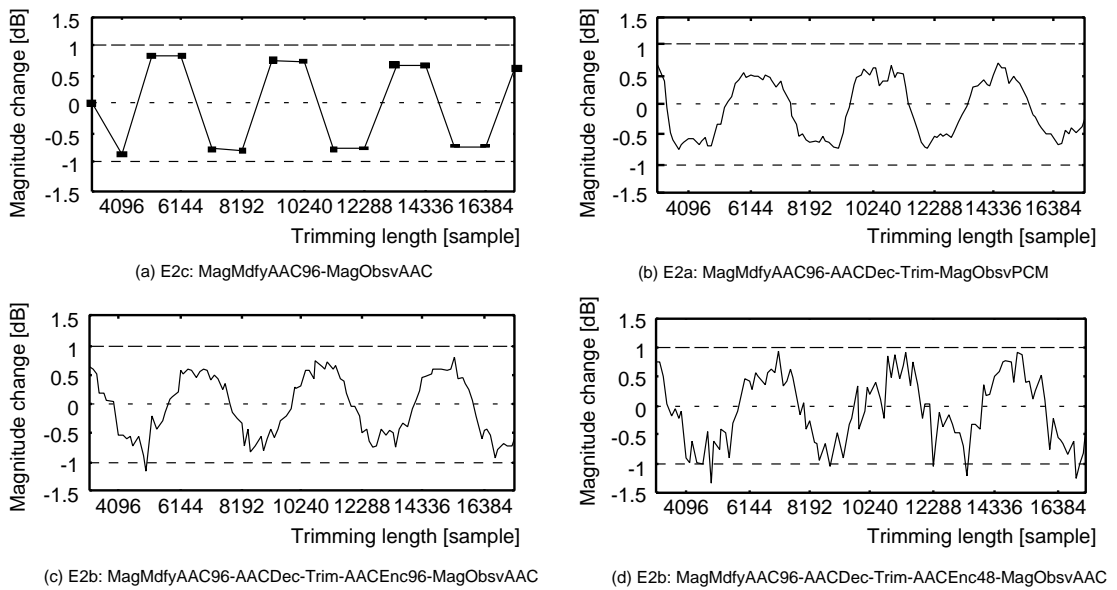 Magnitude change [dB]
1.5
1
0.5
0
-0.5
-1
-1.5
4096 6144 8192 10240 12288 14336 16384
Trimming length [sample]
(a) E2c: MagMdfyAAC96-MagObsvAAC
Magnitude change [dB]
1.5
1
0.5
0
-0.5
-1
-1.5
4096 6144 8192 10240 12288 14336 16384
Trimming length [sample]
(b) E2a: MagMdfyAAC96-AACDec-Trim-MagObsvPCM
Magnitude change [dB]
1.5
1
0.5
0
-0.5
-1
-1.5
4096 6144 8192 10240 12288 14336 16384
Trimming length [sample]
(c) E2b: MagMdfyAAC96-AACDec-Trim-AACEnc96-MagObsvAAC
Magnitude change [dB]
1.5
1
0.5
0
-0.5
-1
-1.5
4096 6144 8192 10240 12288 14336 16384
Trimming length [sample]
(d) E2b: MagMdfyAAC96-AACDec-Trim-AACEnc48-MagObsvAAC